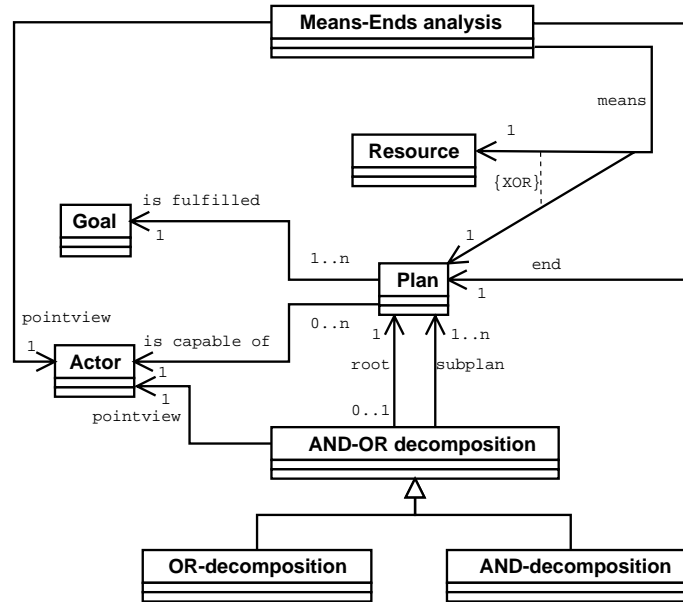 Means-Ends analysis
means
1
Resource
{XOR}
is fulfilled
Goal
1
1
1..n
Plan
end
1
pointview
0..n
1
1..n
1
Actor
is capable of
1
root
subplan
1
pointview
0..1
AND-OR decomposition
OR-decomposition
AND-decomposition